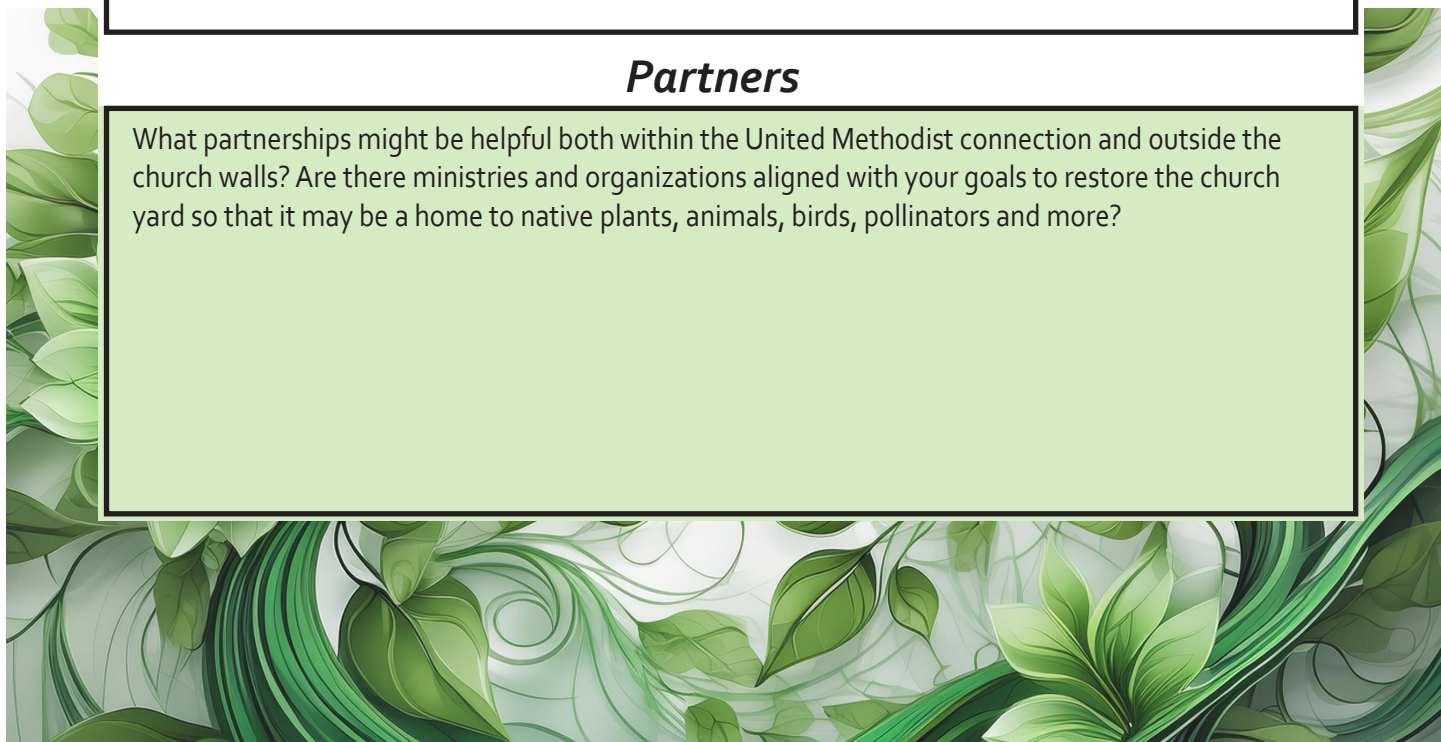 Partners
What partnerships might be helpful both within the United Methodist connection and outside the
church walls? Are there ministries and organizations aligned with your goals to restore the church
yard so that it may be a home to native plants, animals, birds, pollinators and more?